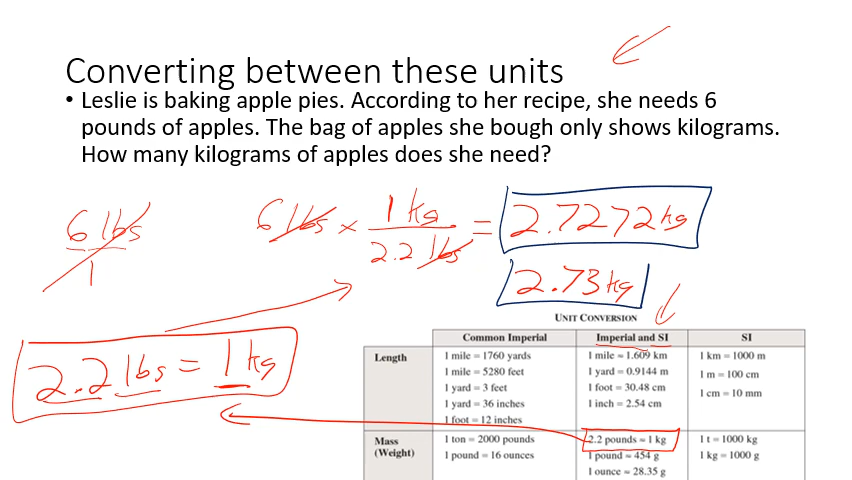 Converting between these units
• Leslie is baking apple pies. According to her recipe, she needs 6
pounds of apples. The bag of apples she bough only shows kilograms.
How many kilograms of apples does she need?
6 lbs
1
6 lbs × 1 kg / 2.2 lbs = 2.7272 kg
2.73 kg
2.2 lbs = 1 kg
UNIT CONVERSION
Common Imperial Imperial and SI SI
Length 1 mile = 1760 yards 1 mile ≈ 1.609 km 1 km = 1000 m
1 mile = 5280 feet 1 yard ≈ 0.9144 m 1 m = 100 cm
1 yard = 3 feet 1 foot ≈ 30.48 cm 1 cm = 10 mm
1 yard = 36 inches 1 inch ≈ 2.54 cm
1 foot = 12 inches
Mass (Weight) 1 ton = 2000 pounds 2.2 pounds ≈ 1 kg 1 t = 1000 kg
1 pound = 16 ounces 1 pound ≈ 454 g 1 kg = 1000 g
1 ounce ≈ 28.35 g